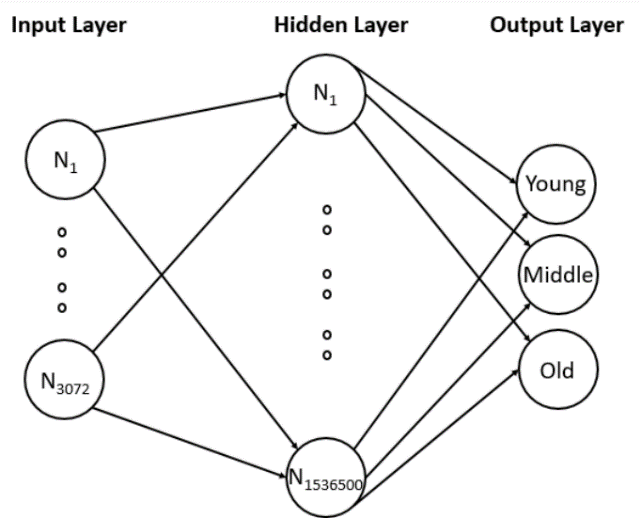 Input Layer
Hidden Layer
Output Layer
N₁
N₁
Young
Middle
N₃₀₇₂
Old
N₁₅₃₆₅₀₀